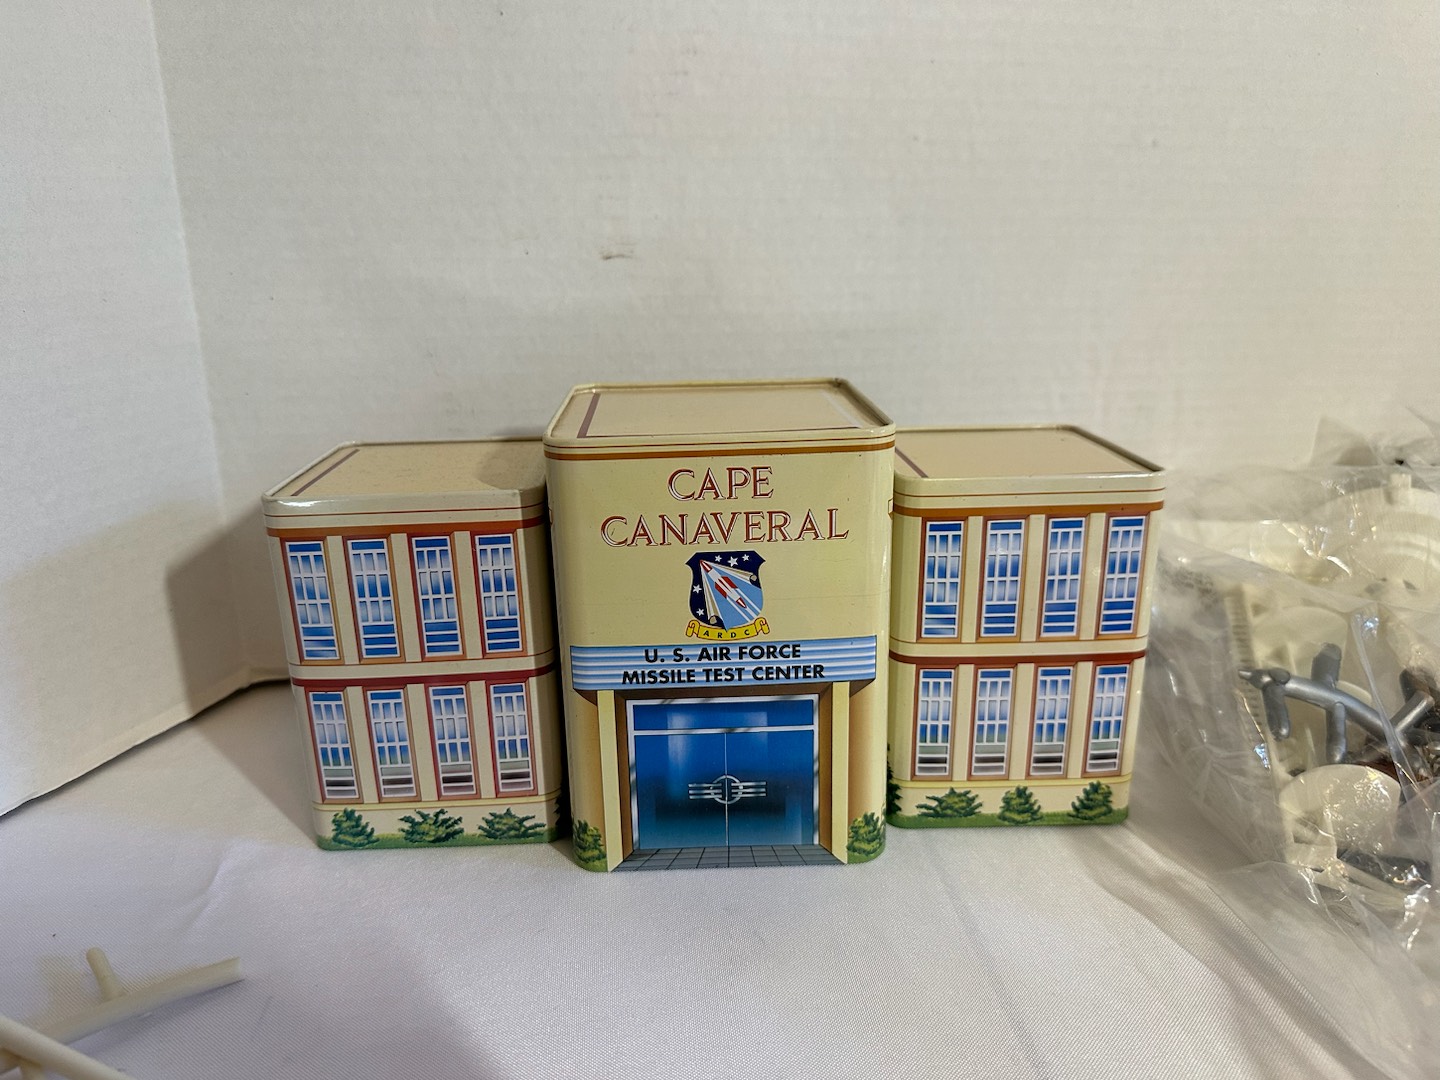 CAPE
CANAVERAL
ARDC
U. S. AIR FORCE
MISSILE TEST CENTER